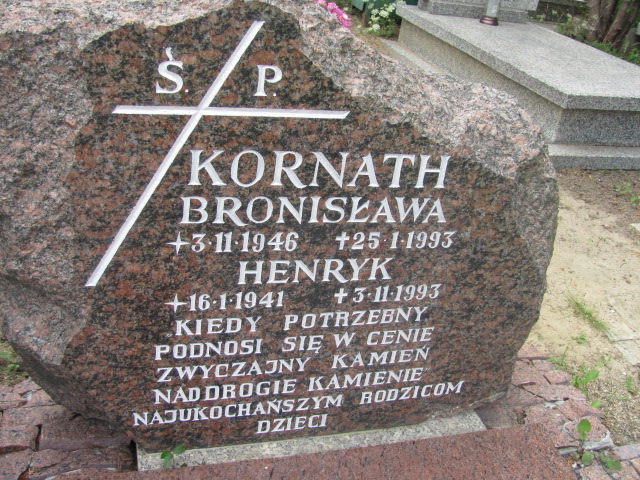 Ś. P.
KORNATH
BRONISŁAWA
+3·11·1946 +25·1·1993
HENRYK
+16·1·1941 +3·11·1993
KIEDY POTRZEBNY
PODNOSI SIĘ W CENIE
ZWYCZAJNY KAMIEŃ
NAD DROGIE KAMIENIE
NAJUKOCHAŃSZYM RODZICOM
DZIECI